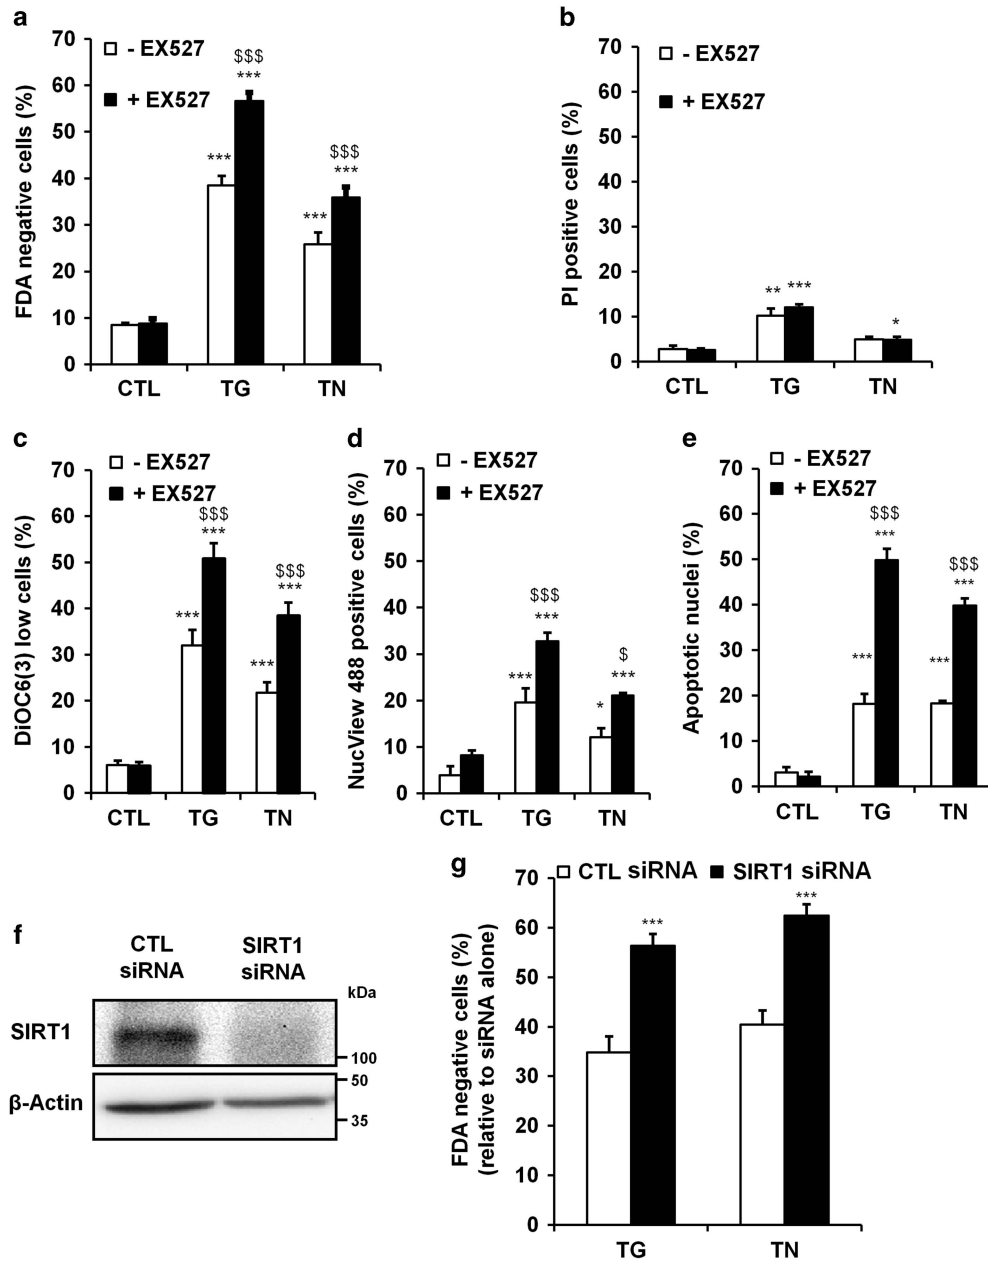 a
FDA negative cells (%)
70
60
50
40
30
20
10
0
- EX527
+ EX527
***
$$$
***
***
$$$
***
CTL
TG
TN
b
PI positive cells (%)
70
60
50
40
30
20
10
0
- EX527
+ EX527
**
***
*
CTL
TG
TN
c
DiOC6(3) low cells (%)
70
60
50
40
30
20
10
0
- EX527
+ EX527
***
$$$
***
***
$$$
***
CTL
TG
TN
d
NucView 488 positive cells (%)
70
60
50
40
30
20
10
0
- EX527
+ EX527
***
$$$
***
*
$
***
CTL
TG
TN
e
Apoptotic nuclei (%)
70
60
50
40
30
20
10
0
- EX527
+ EX527
***
$$$
***
***
$$$
***
CTL
TG
TN
f
CTL
siRNA
SIRT1
siRNA
kDa
SIRT1
100
50
β-Actin
35
g
FDA negative cells (%)
(relative to siRNA alone)
70
60
50
40
30
20
10
0
CTL siRNA
SIRT1 siRNA
***
***
TG
TN